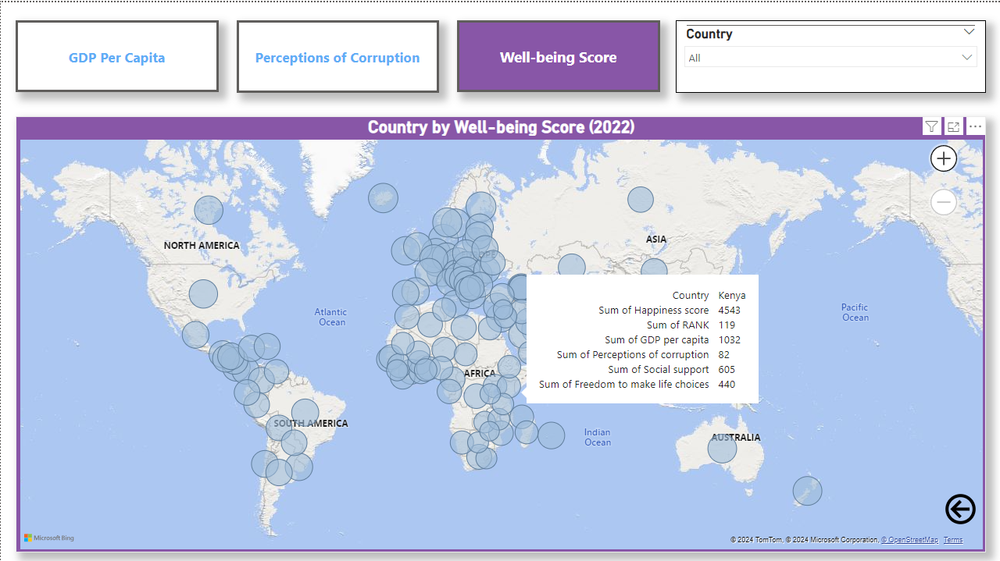 GDP Per Capita
Perceptions of Corruption
Well-being Score
Country
All
Country by Well-being Score (2022)
NORTH AMERICA
ASIA
Atlantic
Ocean
Pacific
Ocean
Country Kenya
Sum of Happiness score 4543
Sum of RANK 119
Sum of GDP per capita 1032
Sum of Perceptions of corruption 82
Sum of Social support 605
Sum of Freedom to make life choices 440
AFRICA
SOUTH AMERICA
Indian
Ocean
AUSTRALIA
Microsoft Bing
© 2024 TomTom, © 2024 Microsoft Corporation, © OpenStreetMap Terms